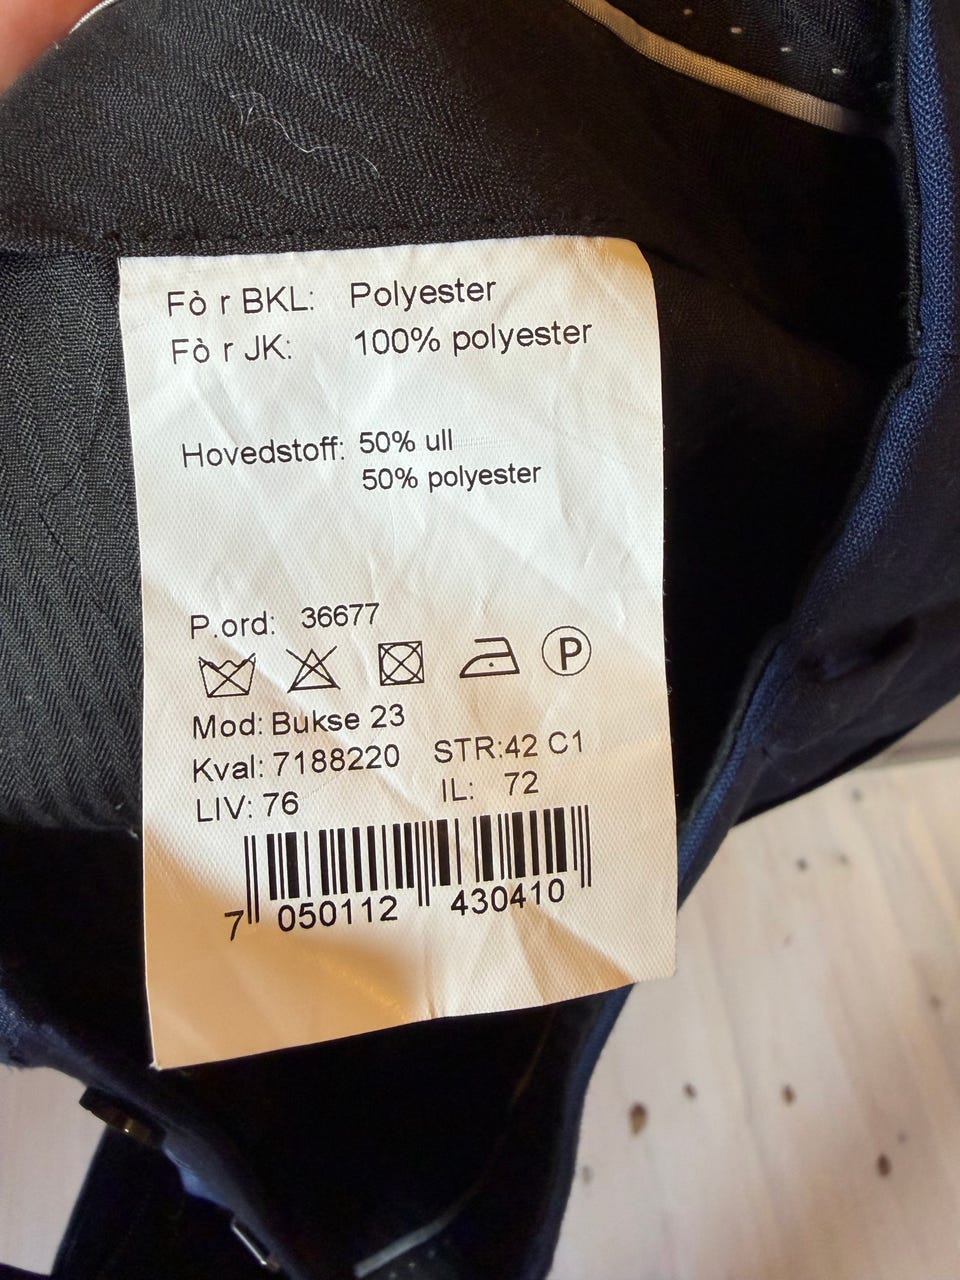 Fò r BKL: Polyester
Fò r JK: 100% polyester
Hovedstoff: 50% ull
50% polyester
P.ord: 36677
P
Mod: Bukse 23
Kval: 7188220 STR:42 C1
LIV: 76 IL: 72
7 050112 430410